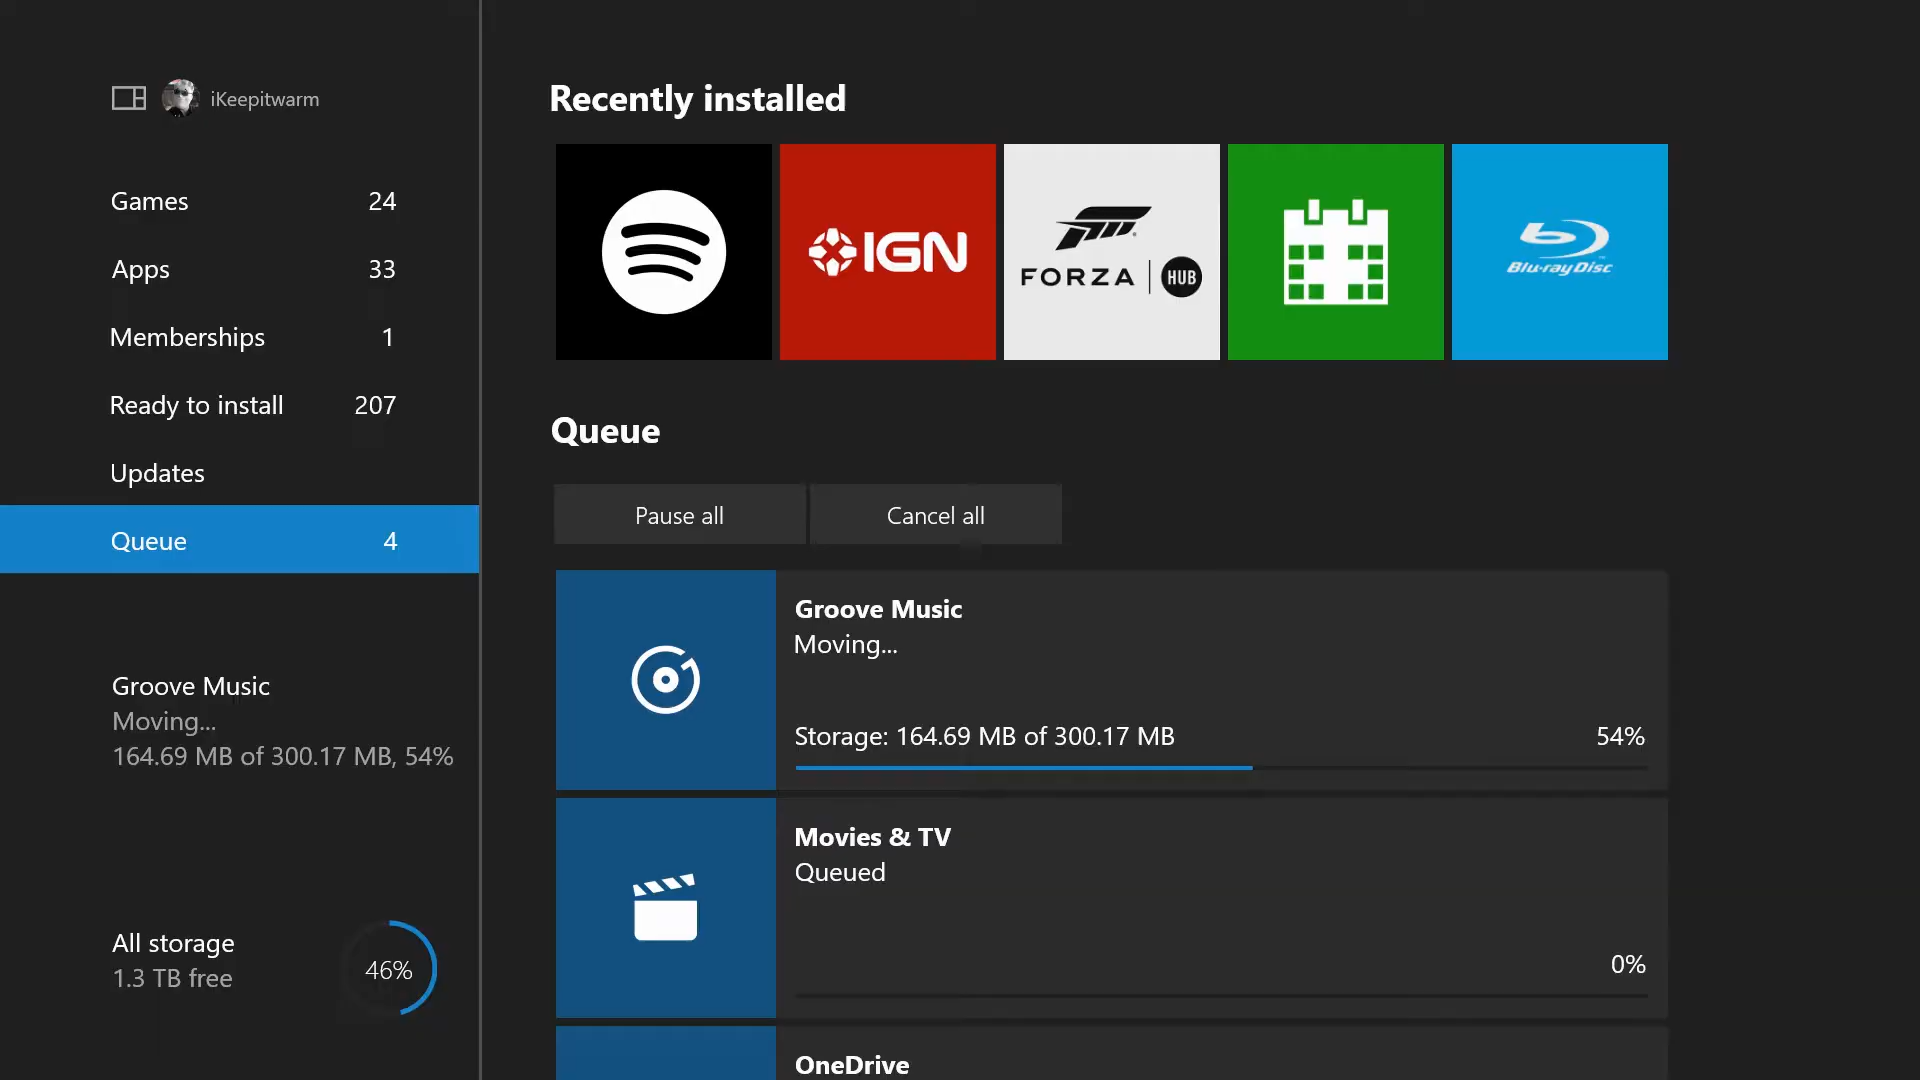 iKeepitwarm
Games 24
Apps 33
Memberships 1
Ready to install 207
Updates
Queue 4
Groove Music
Moving...
164.69 MB of 300.17 MB, 54%
All storage
1.3 TB free
46%
Recently installed
IGN
FORZA HUB
Blu-ray Disc
Queue
Pause all Cancel all
Groove Music
Moving...
Storage: 164.69 MB of 300.17 MB 54%
Movies & TV
Queued
0%
OneDrive